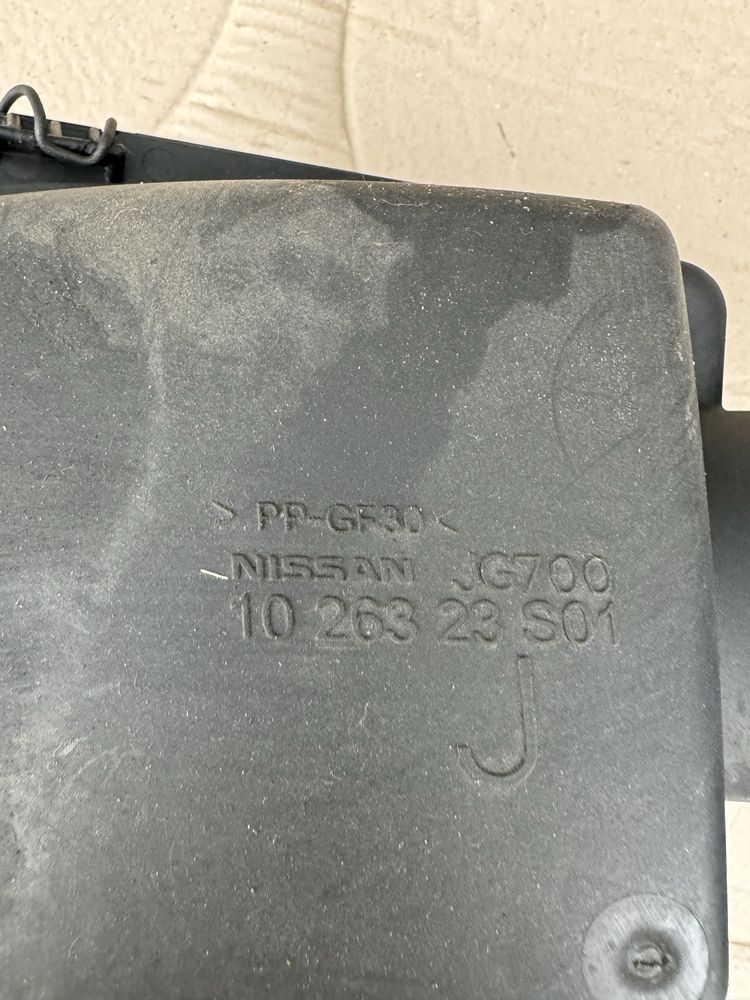 >PP-GF30<
NISSAN JG700
10 263 23 S01
J